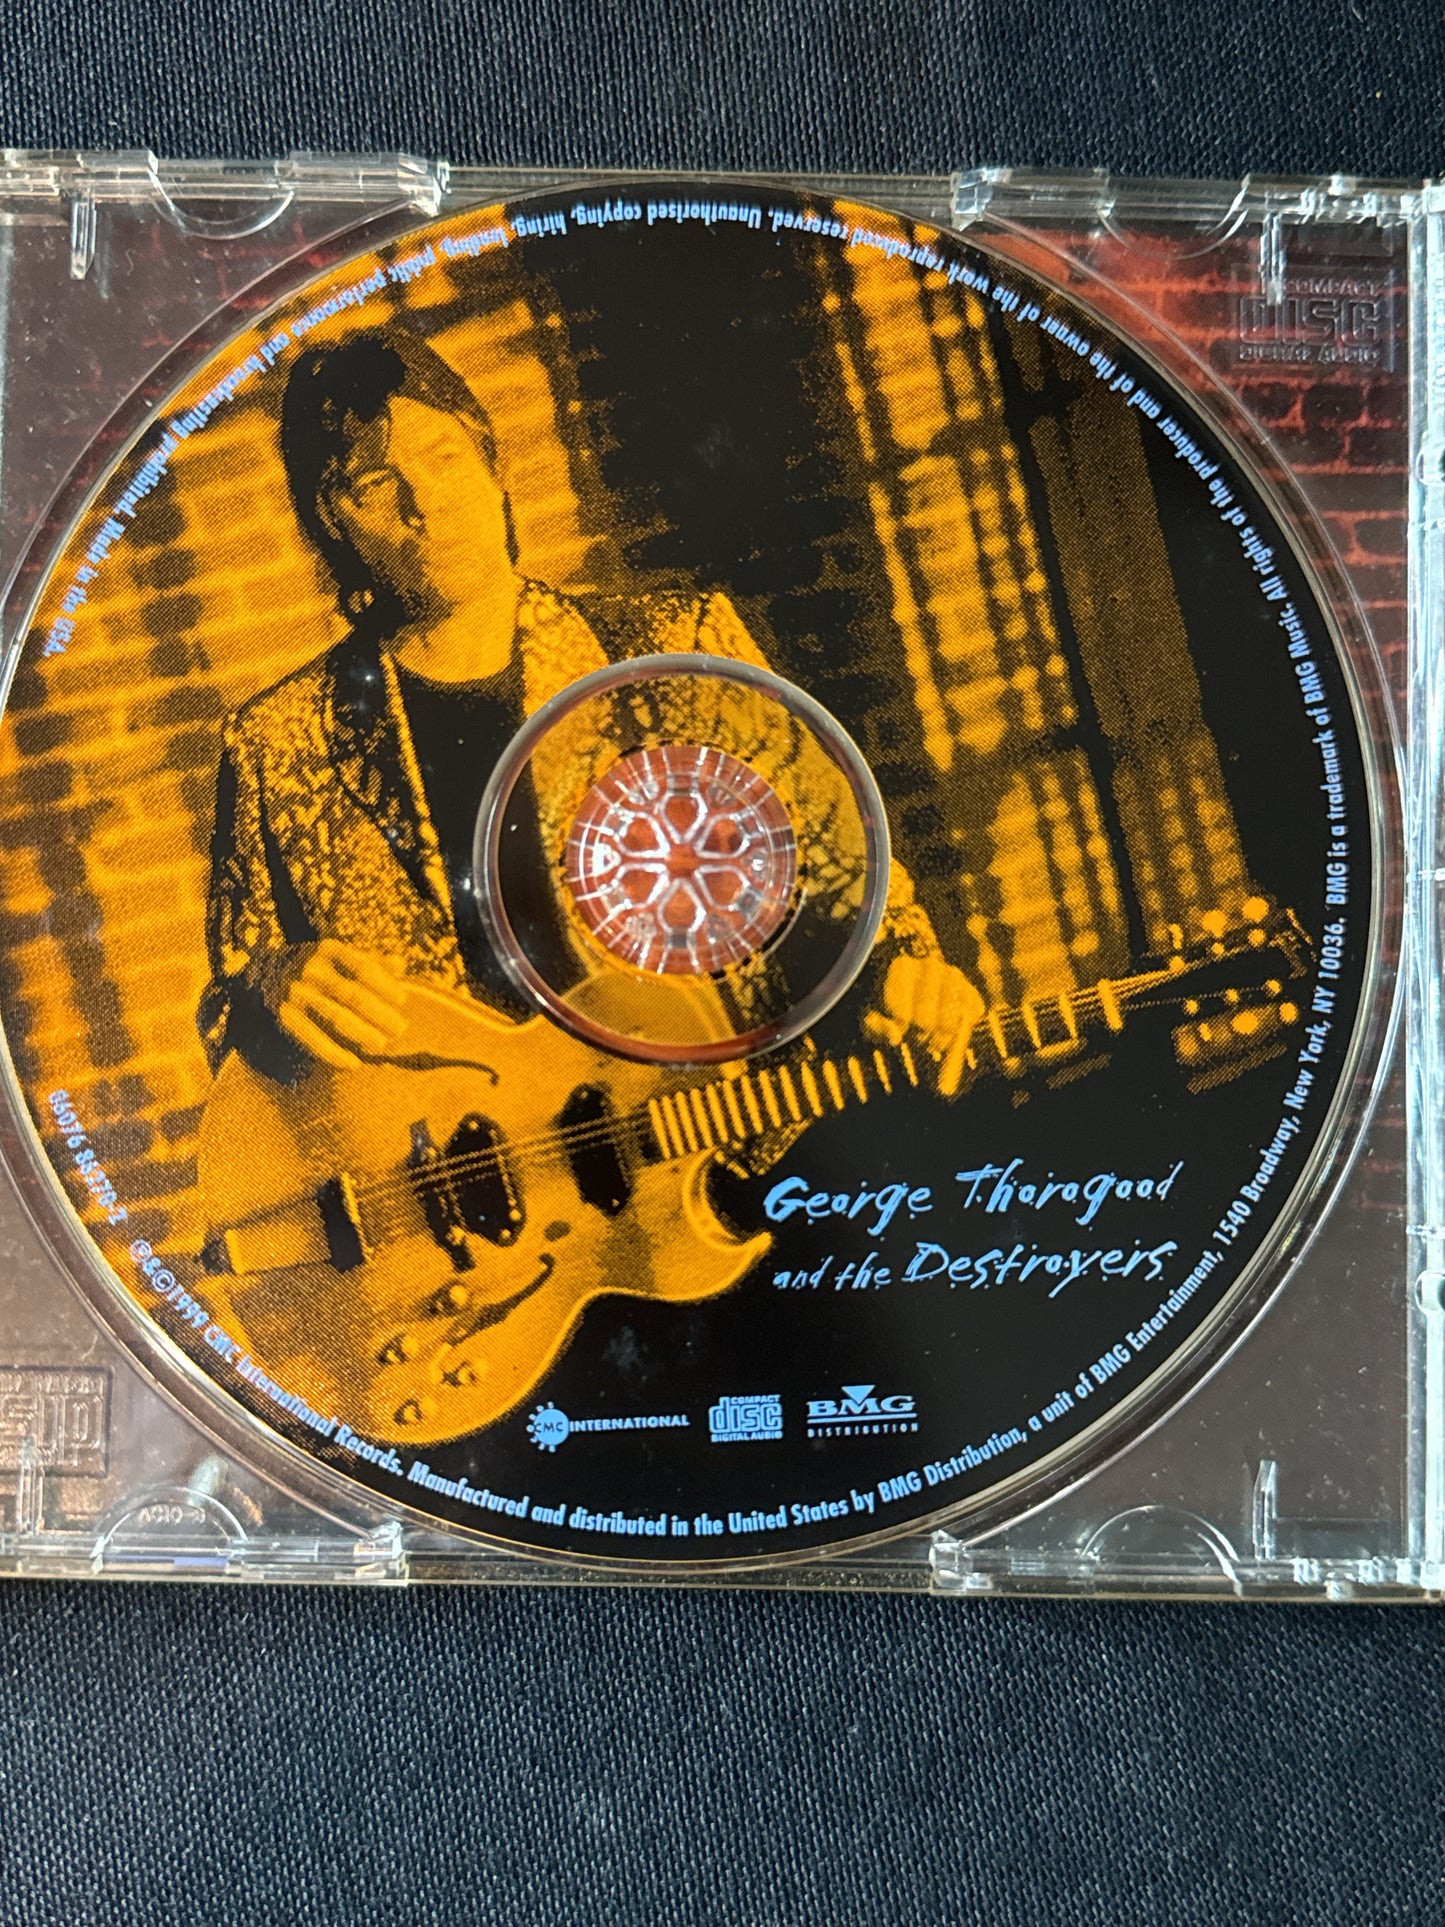 George Thorogood
and the Destroyers
CMC INTERNATIONAL
COMPACT
disc
DIGITAL AUDIO
BMG
DISTRIBUTION
06076 86270-2
℗&©1999 CMC International Records. Manufactured and distributed in the United States by BMG Distribution, a unit of BMG Entertainment, 1540 Broadway, New York, NY 10036. BMG is a trademark of BMG Music. All rights of the producer and of the owner of the work reproduced reserved. Unauthorised copying, hiring, lending, public performance and broadcasting prohibited. Made in the USA.
COMPACT
disc
DIGITAL AUDIO